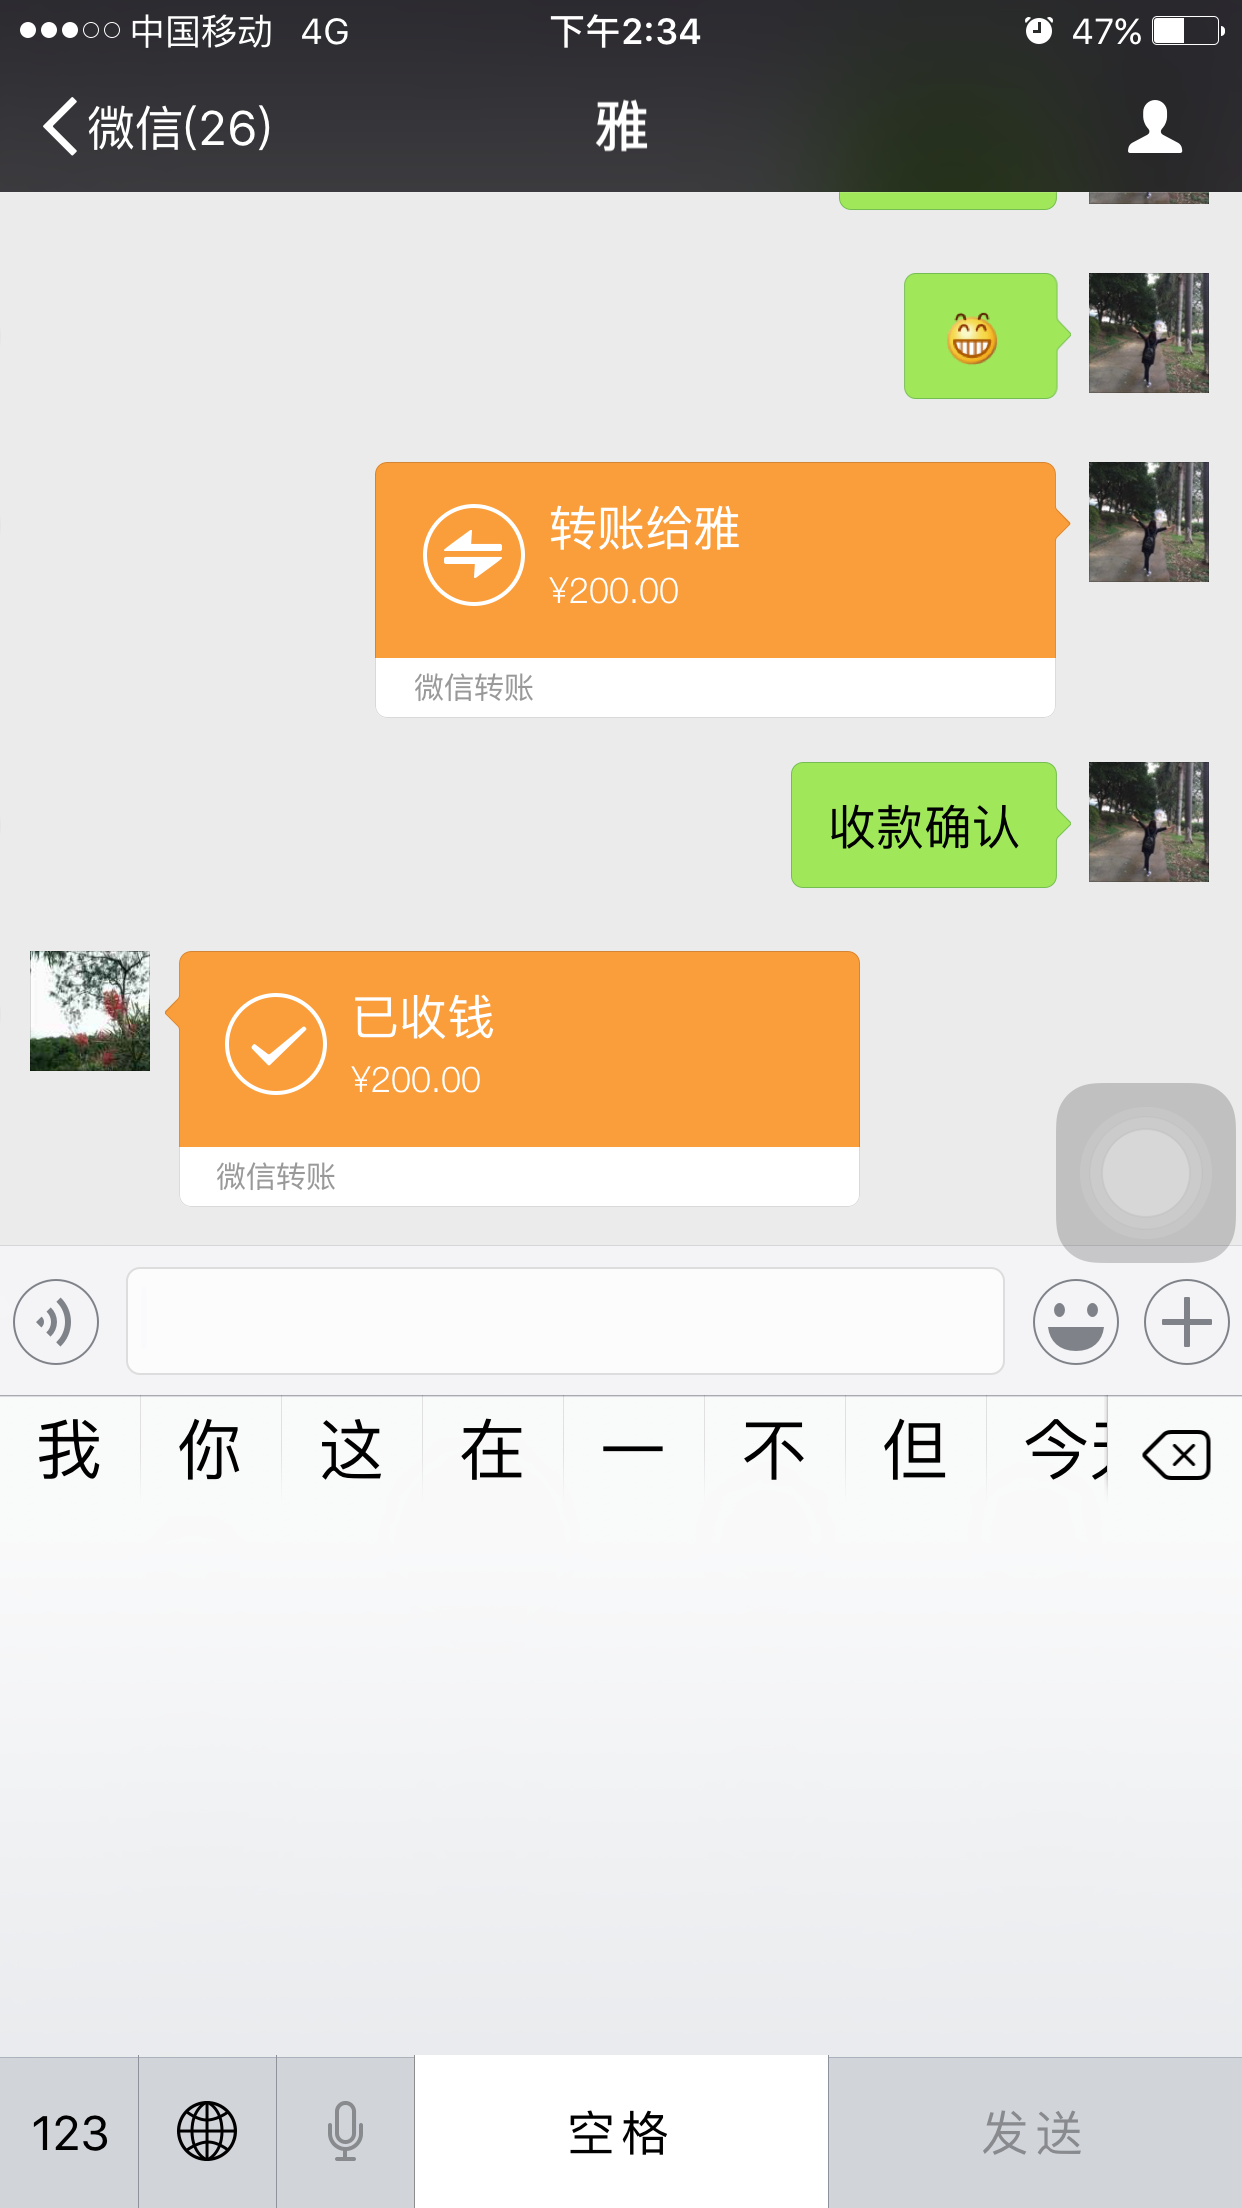 中国移动 4G 下午2:34 47%
微信(26) 雅
转账给雅
¥200.00
微信转账
收款确认
已收钱
¥200.00
微信转账
我 你 这 在 一 不 但 今
123 空格 发送